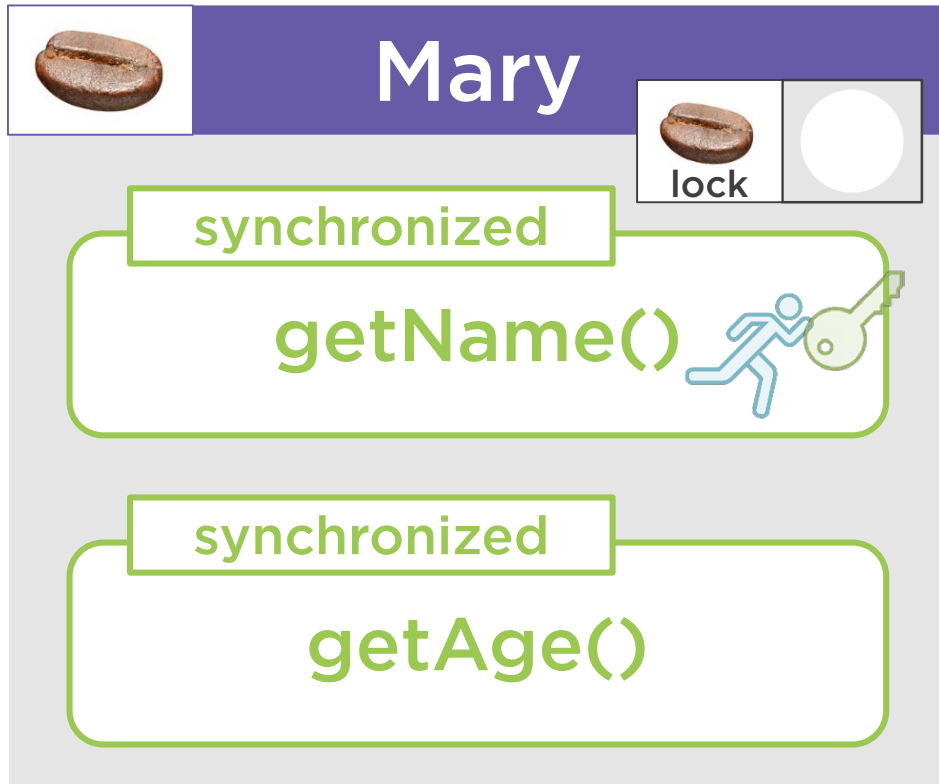 Mary
lock
synchronized
getName()
synchronized
getAge()